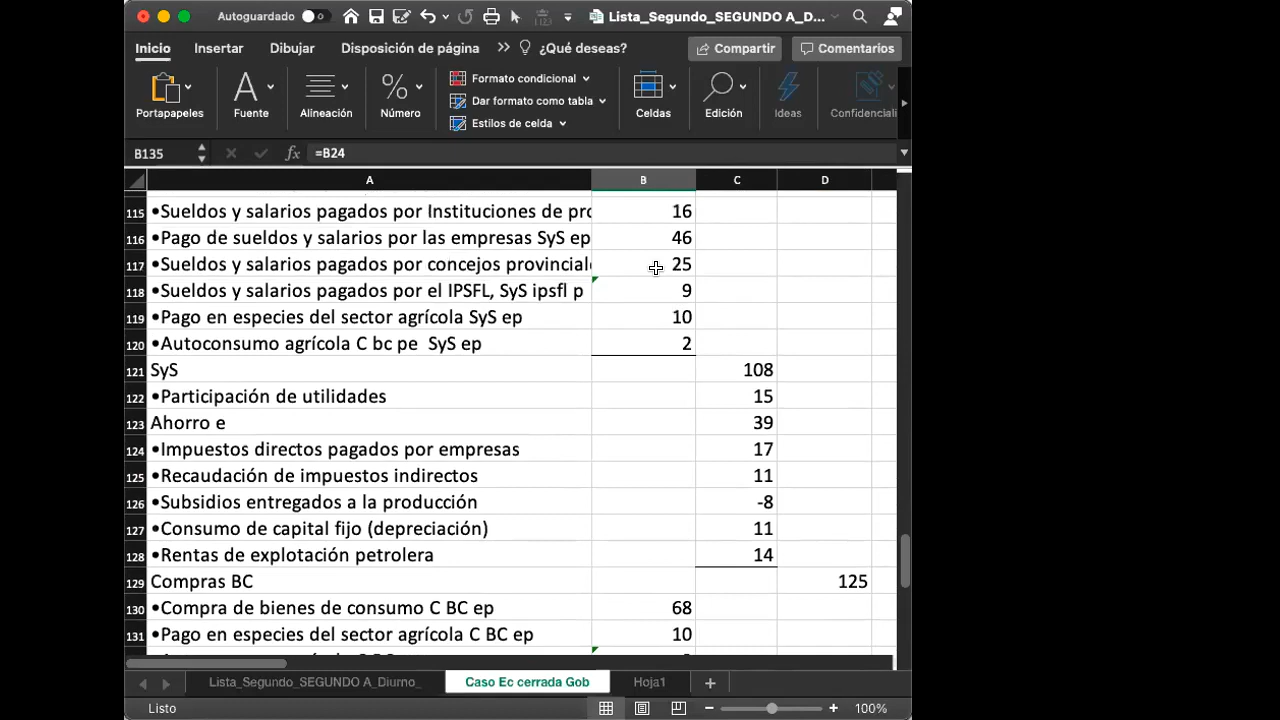 Autoguardado Lista_Segundo_SEGUNDO A_D...
Inicio Insertar Dibujar Disposición de página >> ¿Qué deseas? Compartir Comentarios
Formato condicional
Dar formato como tabla
Estilos de celda
Portapapeles Fuente Alineación Número Celdas Edición Ideas Confidenciali
B135 fx =B24
A B C D
115 •Sueldos y salarios pagados por Instituciones de pro 16
116 •Pago de sueldos y salarios por las empresas SyS ep 46
117 •Sueldos y salarios pagados por concejos provinciale 25
118 •Sueldos y salarios pagados por el IPSFL, SyS ipsfl p 9
119 •Pago en especies del sector agrícola SyS ep 10
120 •Autoconsumo agrícola C bc pe SyS ep 2
121 SyS 108
122 •Participación de utilidades 15
123 Ahorro e 39
124 •Impuestos directos pagados por empresas 17
125 •Recaudación de impuestos indirectos 11
126 •Subsidios entregados a la producción -8
127 •Consumo de capital fijo (depreciación) 11
128 •Rentas de explotación petrolera 14
129 Compras BC 125
130 •Compra de bienes de consumo C BC ep 68
131 •Pago en especies del sector agrícola C BC ep 10
Lista_Segundo_SEGUNDO A_Diurno_ Caso Ec cerrada Gob Hoja1 +
Listo 100%